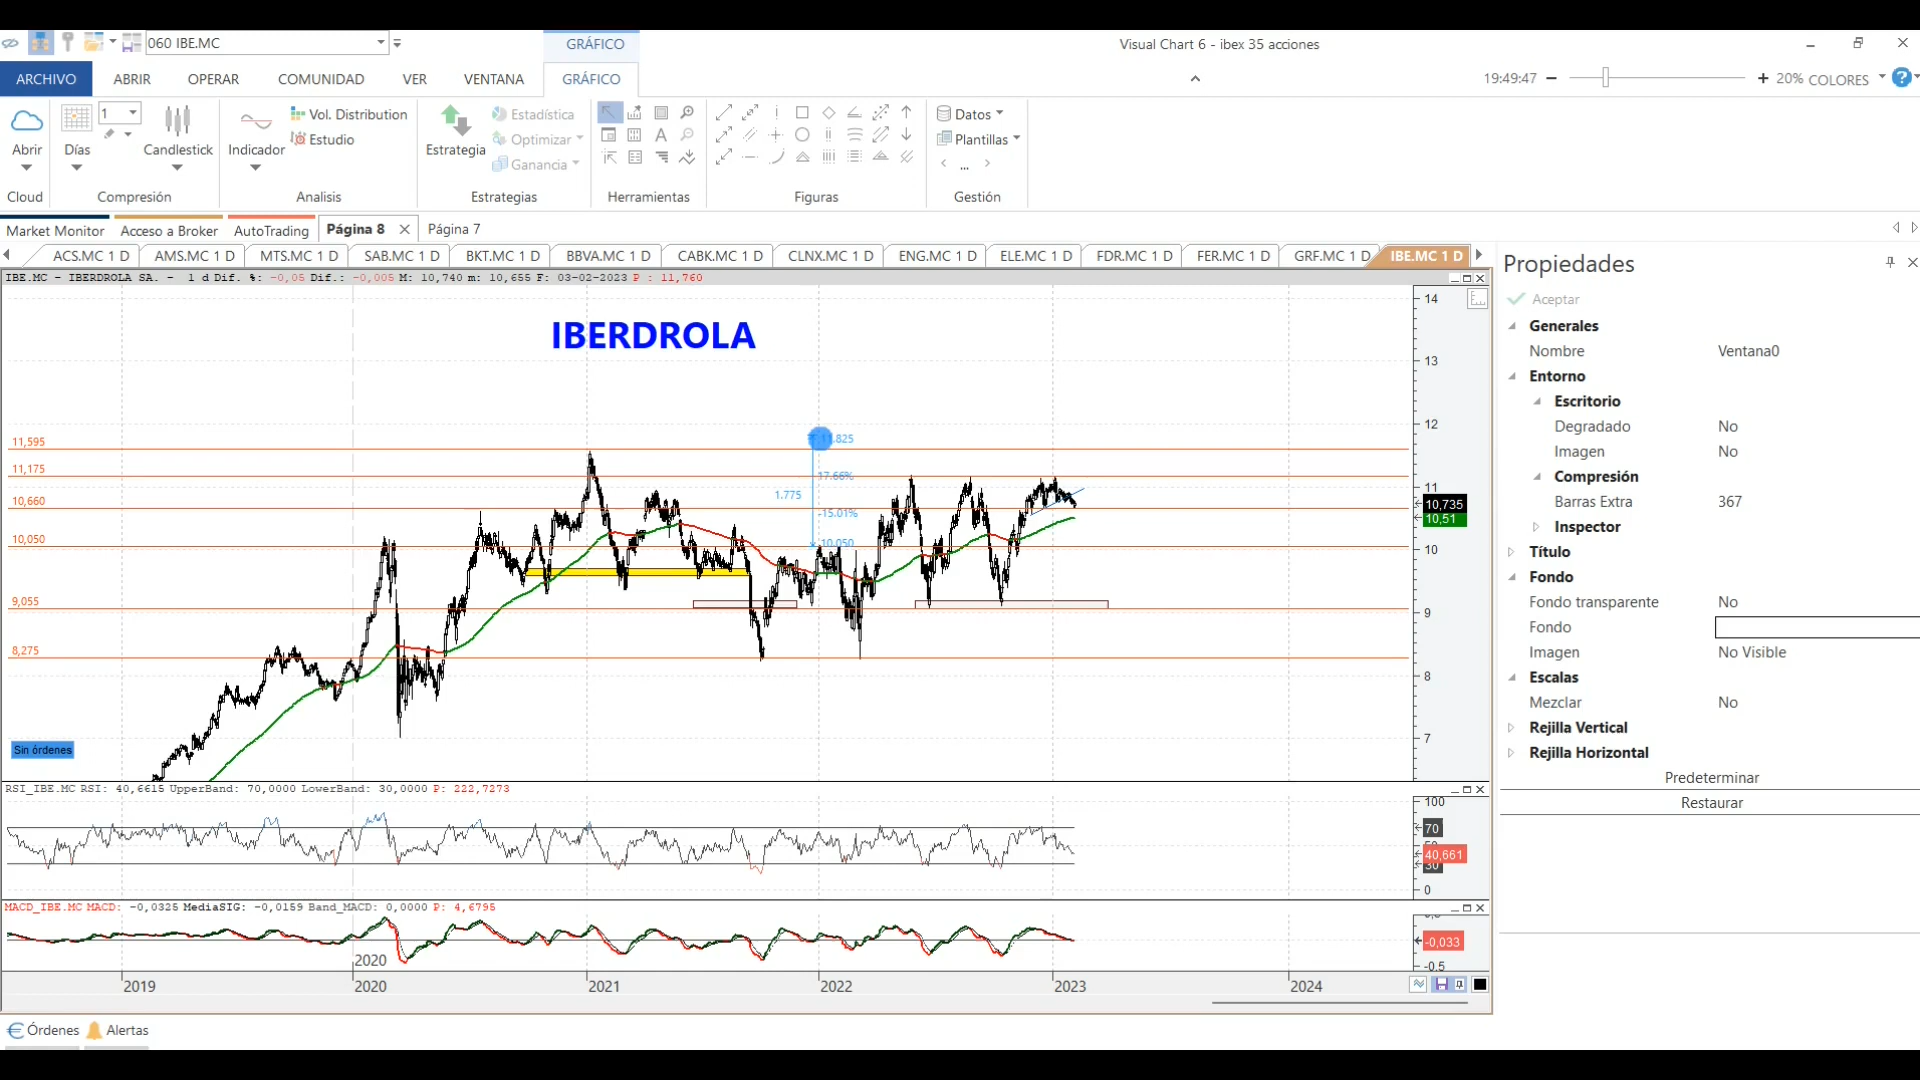 060 IBE.MC
GRÁFICO
Visual Chart 6 - ibex 35 acciones
ARCHIVO ABRIR OPERAR COMUNIDAD VER VENTANA GRÁFICO
19:49:47 20% COLORES
1
Vol. Distribution
Estudio
Estadística
Optimizar
Ganancia
Datos
Plantillas
Abrir Días Candlestick Indicador Estrategia
...
Cloud Compresión Analisis Estrategias Herramientas Figuras Gestión
Market Monitor Acceso a Broker AutoTrading Página 8 Página 7
ACS.MC 1 D AMS.MC 1 D MTS.MC 1 D SAB.MC 1 D BKT.MC 1 D BBVA.MC 1 D CABK.MC 1 D CLNX.MC 1 D ENG.MC 1 D ELE.MC 1 D FDR.MC 1 D FER.MC 1 D GRF.MC 1 D IBE.MC 1 D
IBE.MC - IBERDROLA SA. - 1 d Dif. %: -0,05 Dif.: -0,005 M: 10,740 m: 10,655 F: 03-02-2023 P : 11,760
IBERDROLA
14
13
12
11
10
9
8
7
11,595
11,175
10,660
10,050
9,055
8,275
17.66%
1.775
-15.01%
10.050
10,735
10,51
Sin órdenes
RSI_IBE.MC RSI: 40,6615 UpperBand: 70,0000 LowerBand: 30,0000 P: 222,7273
100
70
40,661
30
0
MACD_IBE.MC MACD: -0,0325 MediaSIG: -0,0159 Band_MACD: 0,0000 P: 4,6795
-0,033
-0.5
2020
2019 2020 2021 2022 2023 2024
Órdenes Alertas
Propiedades
Aceptar
Generales
Nombre Ventana0
Entorno
Escritorio
Degradado No
Imagen No
Compresión
Barras Extra 367
Inspector
Título
Fondo
Fondo transparente No
Fondo
Imagen No Visible
Escalas
Mezclar No
Rejilla Vertical
Rejilla Horizontal
Predeterminar
Restaurar